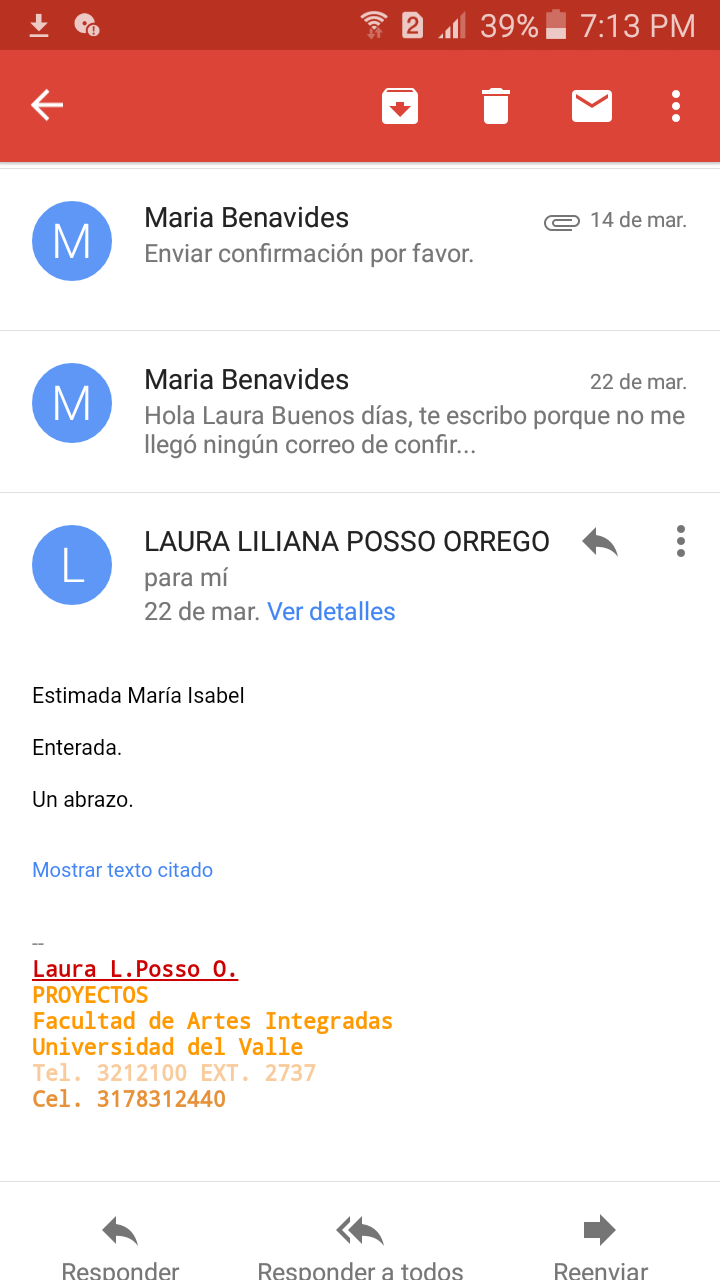 2 39% 7:13 PM
M Maria Benavides 14 de mar.
Enviar confirmación por favor.
M Maria Benavides 22 de mar.
Hola Laura Buenos días, te escribo porque no me
llegó ningún correo de confir...
L LAURA LILIANA POSSO ORREGO
para mí
22 de mar. Ver detalles
Estimada María Isabel
Enterada.
Un abrazo.
Mostrar texto citado
--
Laura L.Posso O.
PROYECTOS
Facultad de Artes Integradas
Universidad del Valle
Tel. 3212100 EXT. 2737
Cel. 3178312440
Responder Responder a todos Reenviar